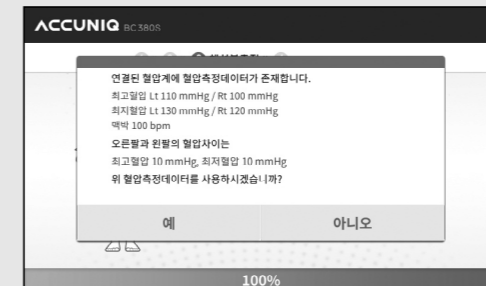 ACCUNIQ BC380S
연결된 혈압계에 혈압측정데이터가 존재합니다.
최고혈압 Lt 110 mmHg / Rt 100 mmHg
최지혈압 Lt 130 mmHg / Rt 120 mmHg
맥박 100 bpm
오른팔과 왼팔의 혈압차이는
최고혈압 10 mmHg, 최저혈압 10 mmHg
위 혈압측정데이터를 사용하시겠습니까?
예
아니오
100%